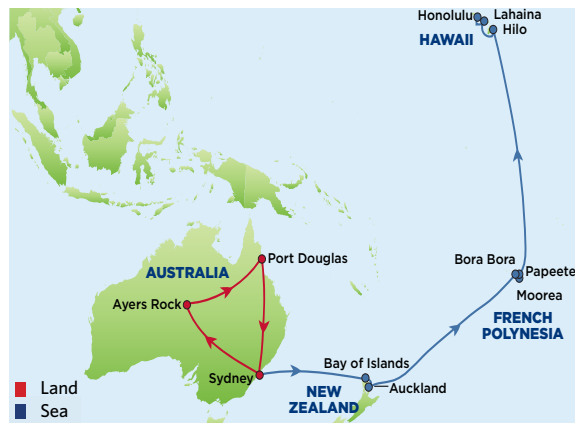 Honolulu
Lahaina
Hilo
HAWAII
Bora Bora
Papeete
Moorea
FRENCH
POLYNESIA
Port Douglas
AUSTRALIA
Ayers Rock
Sydney
Bay of Islands
Auckland
NEW
ZEALAND
Land
Sea